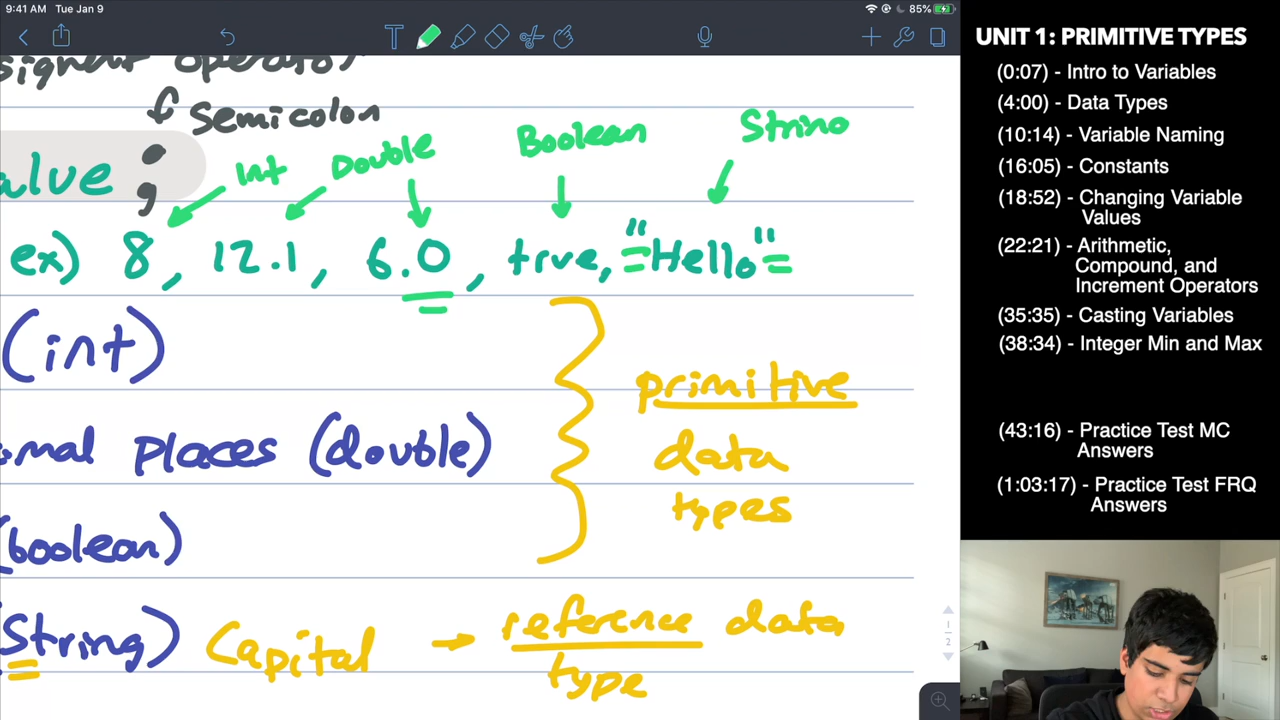 9:41 AM Tue Jan 9
85%
T
operator
semicolon
alue ;
Int Double Boolean String
ex) 8, 12.1, 6.0, true, "Hello"
(int)
primitive
places (double)
data
types
(boolean)
(String) Capital → reference data
type
1
2
UNIT 1: PRIMITIVE TYPES
(0:07) - Intro to Variables
(4:00) - Data Types
(10:14) - Variable Naming
(16:05) - Constants
(18:52) - Changing Variable
Values
(22:21) - Arithmetic,
Compound, and
Increment Operators
(35:35) - Casting Variables
(38:34) - Integer Min and Max
(43:16) - Practice Test MC
Answers
(1:03:17) - Practice Test FRQ
Answers